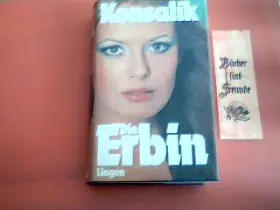 Konsalik
Die
Erbin
Lingen
Bücher
sind
Freunde